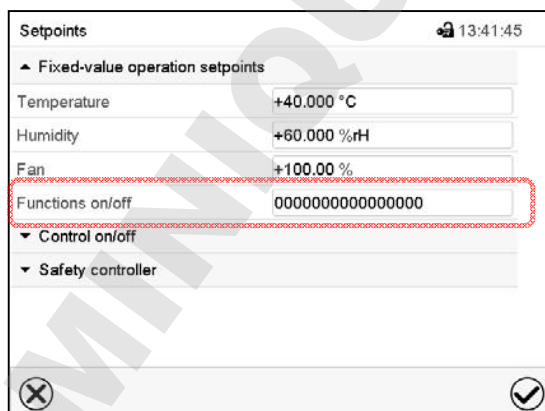 Setpoints 13:41:45
Fixed-value operation setpoints
Temperature +40.000 °C
Humidity +60.000 %rH
Fan +100.00 %
Functions on/off 0000000000000000
Control on/off
Safety controller